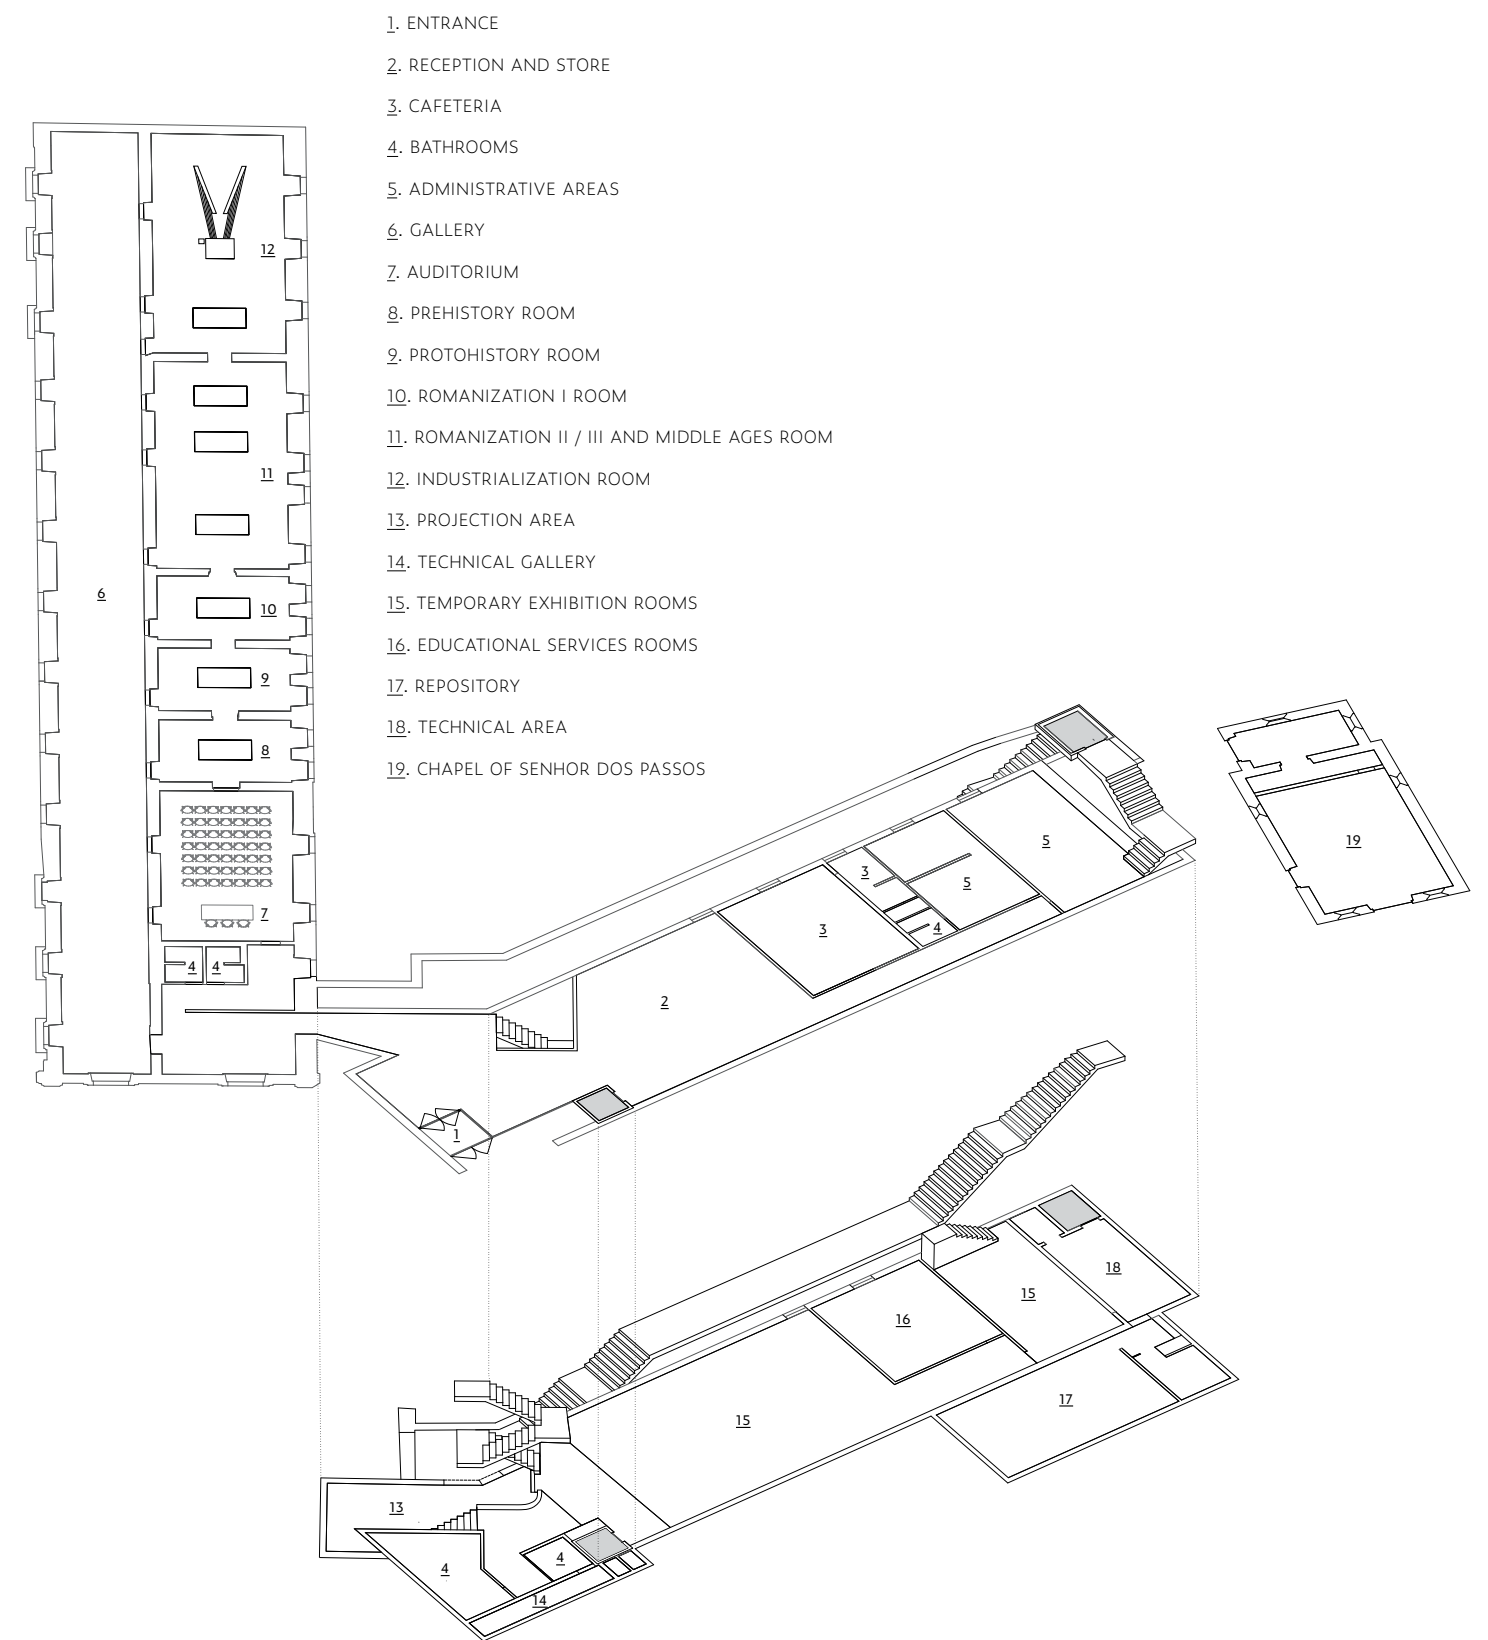 1. ENTRANCE
2. RECEPTION AND STORE
3. CAFETERIA
4. BATHROOMS
5. ADMINISTRATIVE AREAS
6. GALLERY
7. AUDITORIUM
8. PREHISTORY ROOM
9. PROTOHISTORY ROOM
10. ROMANIZATION I ROOM
11. ROMANIZATION II / III AND MIDDLE AGES ROOM
12. INDUSTRIALIZATION ROOM
13. PROJECTION AREA
14. TECHNICAL GALLERY
15. TEMPORARY EXHIBITION ROOMS
16. EDUCATIONAL SERVICES ROOMS
17. REPOSITORY
18. TECHNICAL AREA
19. CHAPEL OF SENHOR DOS PASSOS
12
11
6
10
9
8
7
4 4
5
19
3
5
3
4
2
1
18
15
16
17
15
13
4
4
14